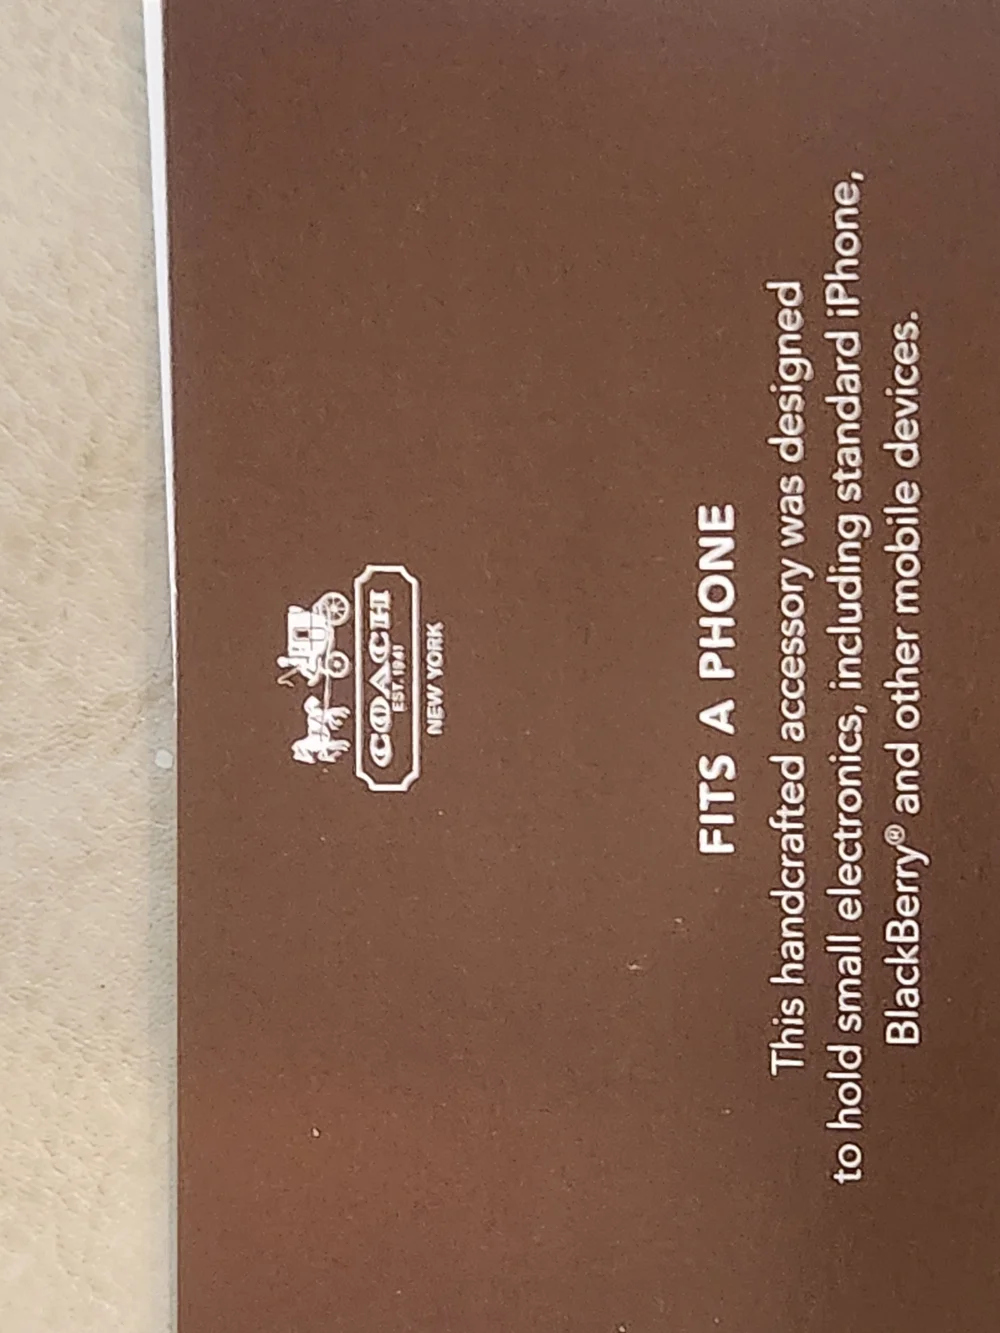 COACH
EST. 1941
NEW YORK
FITS A PHONE
This handcrafted accessory was designed
to hold small electronics, including standard iPhone,
BlackBerry® and other mobile devices.